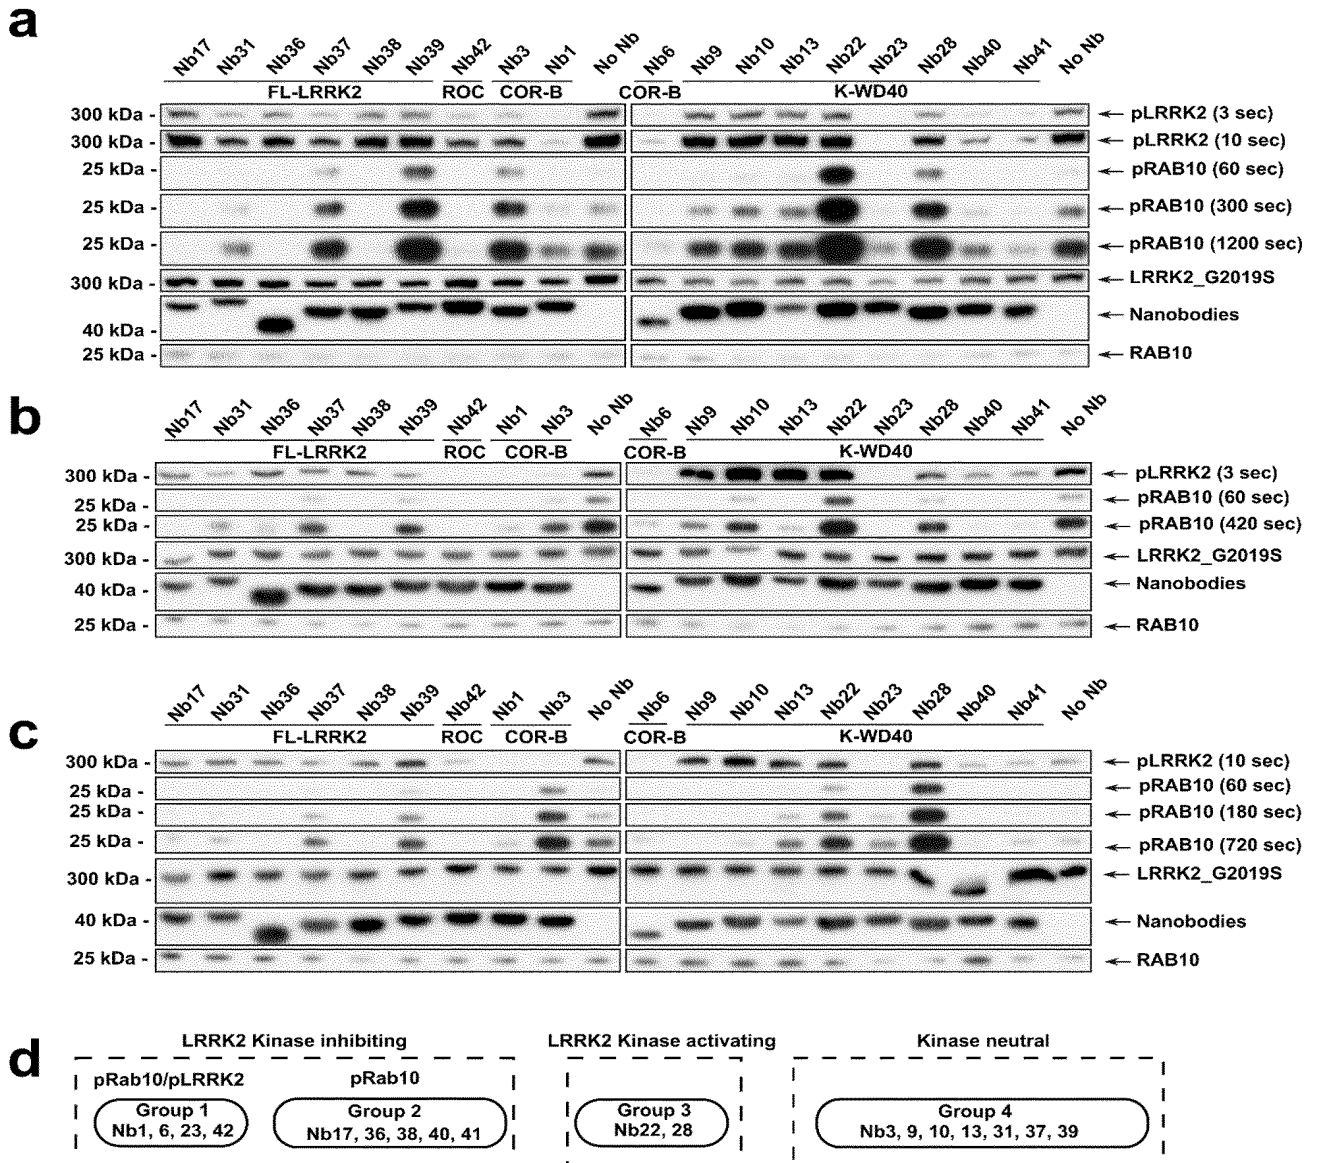 a
Nb17 Nb31 Nb36 Nb37 Nb38 Nb39 Nb42 Nb3 Nb1 No Nb Nb6 Nb9 Nb10 Nb13 Nb22 Nb23 Nb28 Nb40 Nb41 No Nb
FL-LRRK2 ROC COR-B COR-B K-WD40
300 kDa - ← pLRRK2 (3 sec)
300 kDa - ← pLRRK2 (10 sec)
25 kDa - ← pRAB10 (60 sec)
25 kDa - ← pRAB10 (300 sec)
25 kDa - ← pRAB10 (1200 sec)
300 kDa - ← LRRK2_G2019S
40 kDa - ← Nanobodies
25 kDa - ← RAB10
b
Nb17 Nb31 Nb36 Nb37 Nb38 Nb39 Nb42 Nb1 Nb3 No Nb Nb6 Nb9 Nb10 Nb13 Nb22 Nb23 Nb28 Nb40 Nb41 No Nb
FL-LRRK2 ROC COR-B COR-B K-WD40
300 kDa - ← pLRRK2 (3 sec)
25 kDa - ← pRAB10 (60 sec)
25 kDa - ← pRAB10 (420 sec)
300 kDa - ← LRRK2_G2019S
40 kDa - ← Nanobodies
25 kDa - ← RAB10
c
Nb17 Nb31 Nb36 Nb37 Nb38 Nb39 Nb42 Nb1 Nb3 No Nb Nb6 Nb9 Nb10 Nb13 Nb22 Nb23 Nb28 Nb40 Nb41 No Nb
FL-LRRK2 ROC COR-B COR-B K-WD40
300 kDa - ← pLRRK2 (10 sec)
25 kDa - ← pRAB10 (60 sec)
25 kDa - ← pRAB10 (180 sec)
25 kDa - ← pRAB10 (720 sec)
300 kDa - ← LRRK2_G2019S
40 kDa - ← Nanobodies
25 kDa - ← RAB10
d
LRRK2 Kinase inhibiting LRRK2 Kinase activating Kinase neutral
pRab10/pLRRK2 pRab10
Group 1 Group 2 Group 3 Group 4
Nb1, 6, 23, 42 Nb17, 36, 38, 40, 41 Nb22, 28 Nb3, 9, 10, 13, 31, 37, 39